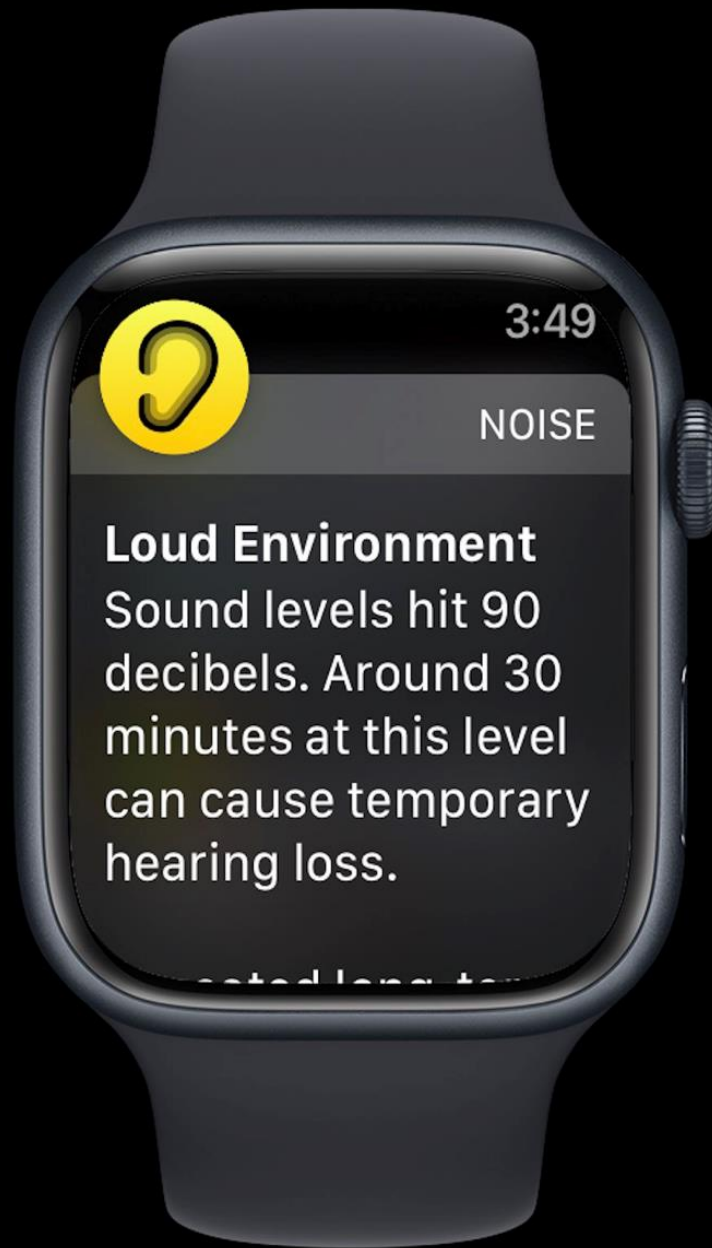 3:49
NOISE
Loud Environment
Sound levels hit 90
decibels. Around 30
minutes at this level
can cause temporary
hearing loss.